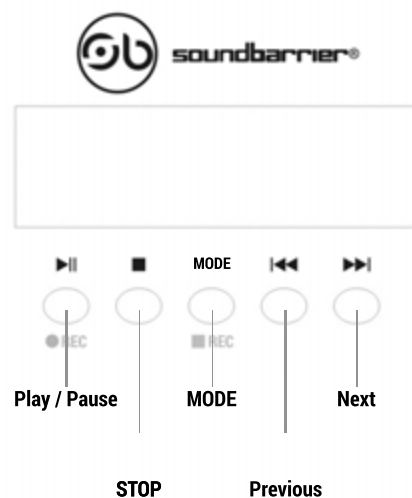 soundbarrier®
MODE
REC REC
Play / Pause MODE Next
STOP Previous